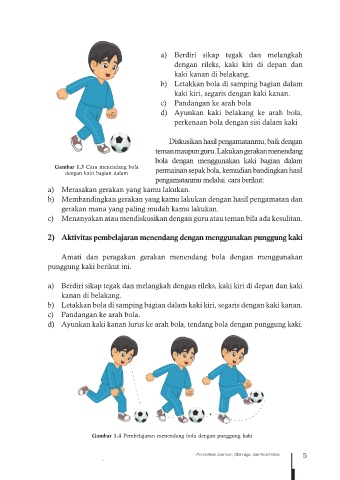 a) Berdiri sikap tegak dan melangkah
dengan rileks, kaki kiri di depan dan
kaki kanan di belakang.
b) Letakkan bola di samping bagian dalam
kaki kiri, segaris dengan kaki kanan.
c) Pandangan ke arah bola
d) Ayunkan kaki belakang ke arah bola,
perkenaan bola dengan sisi dalam kaki
Diskusikan hasil pengamatanmu, baik dengan
teman maupun guru. Lakukan gerakan menendang
bola dengan menggunakan kaki bagian dalam
permainan sepak bola, kemudian bandingkan hasil
pengamatanmu melalui cara berikut:
Gambar 1.3 Cara menendang bola
dengan kaki bagian dalam
a) Merasakan gerakan yang kamu lakukan.
b) Membandingkan gerakan yang kamu lakukan dengan hasil pengamatan dan
gerakan mana yang paling mudah kamu lakukan.
c) Menanyakan atau mendiskusikan dengan guru atau teman bila ada kesulitan.
2) Aktivitas pembelajaran menendang dengan menggunakan punggung kaki
Amati dan peragakan gerakan menendang bola dengan menggunakan
punggung kaki berikut ini.
a) Berdiri sikap tegak dan melangkah dengan rileks, kaki kiri di depan dan kaki
kanan di belakang.
b) Letakkan bola di samping bagian dalam kaki kiri, segaris dengan kaki kanan.
c) Pandangan ke arah bola.
d) Ayunkan kaki kanan lurus ke arah bola, tendang bola dengan punggung kaki.
Gambar 1.4 Pembelajaran menendang bola dengan punggung kaki
Pendidikan Jasmani, Olahraga, dan Kesehatan 5